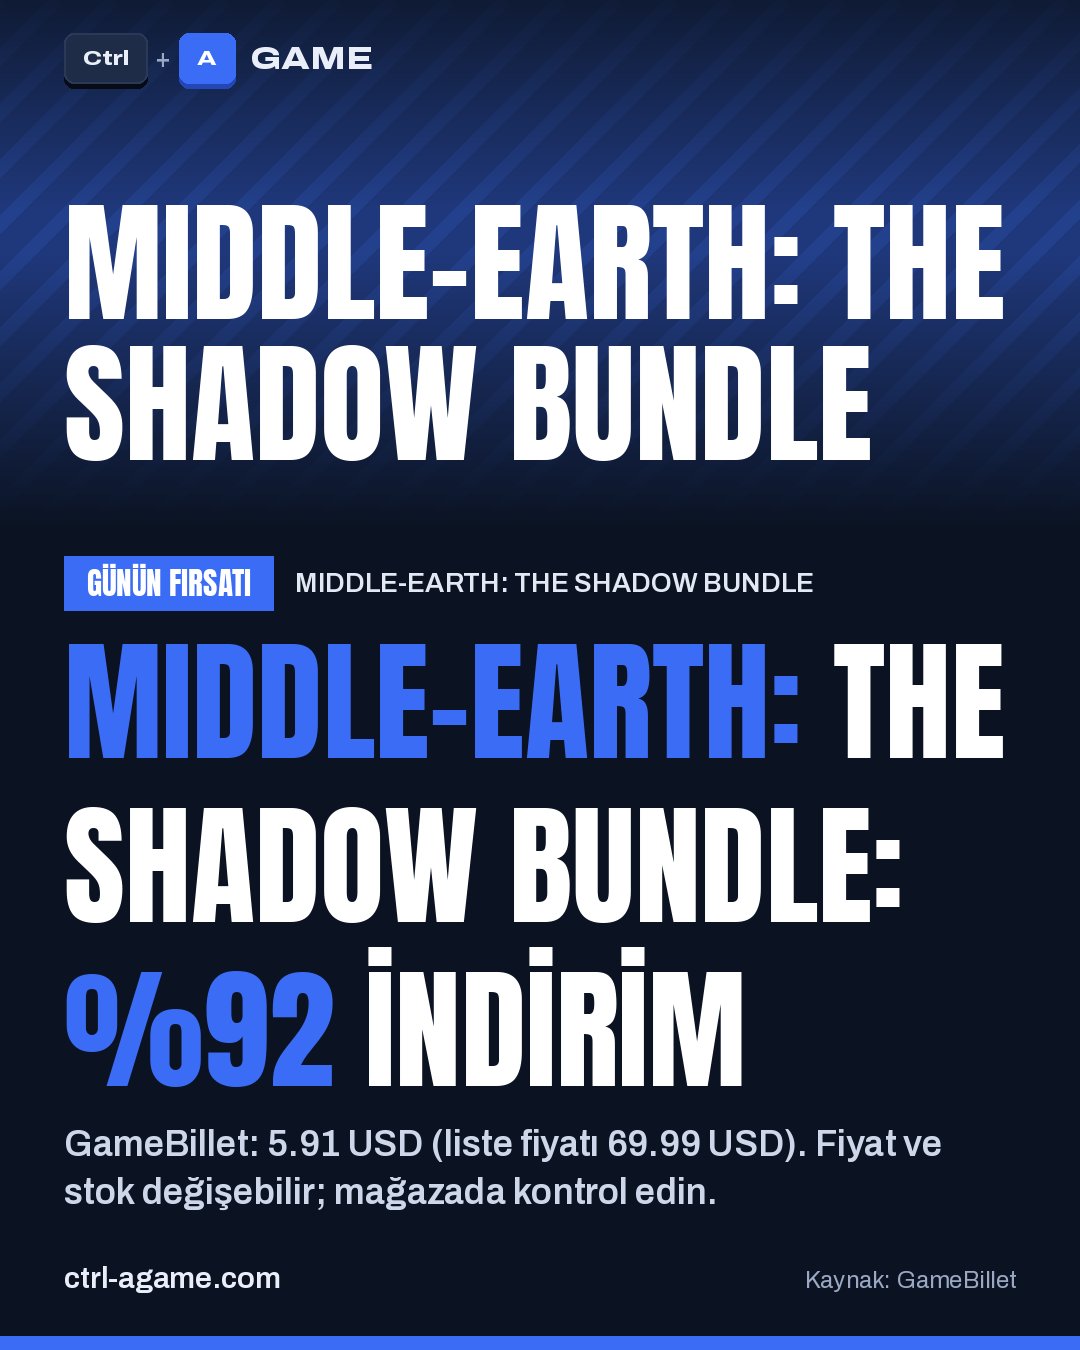 Ctrl + A GAME
MIDDLE-EARTH: THE
SHADOW BUNDLE
GÜNÜN FIRSATI MIDDLE-EARTH: THE SHADOW BUNDLE
MIDDLE-EARTH: THE
SHADOW BUNDLE:
%92 İNDİRİM
GameBillet: 5.91 USD (liste fiyatı 69.99 USD). Fiyat ve
stok değişebilir; mağazada kontrol edin.
ctrl-agame.com Kaynak: GameBillet